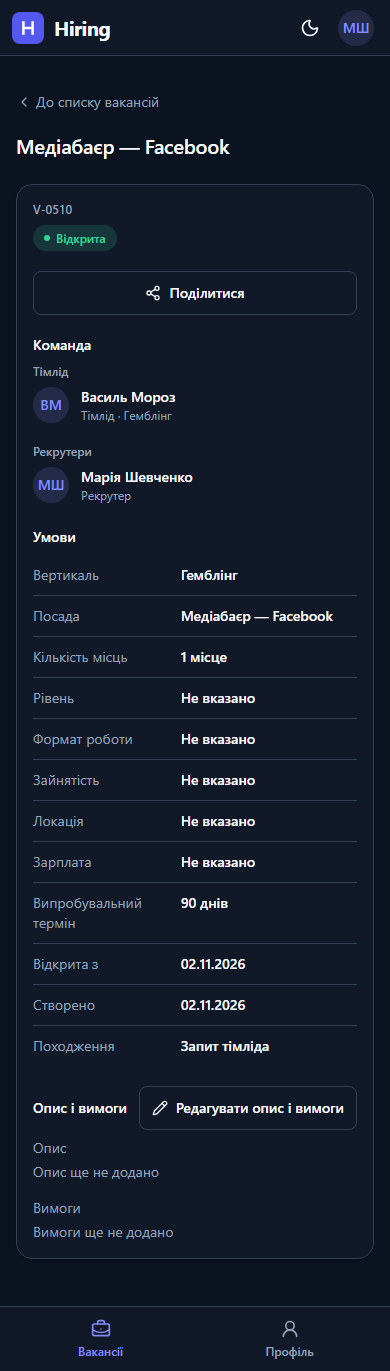 H Hiring МШ
До списку вакансій
Медіабаєр — Facebook
V-0510
Відкрита
Поділитися
Команда
Тімлід
ВМ
Василь Мороз
Тімлід · Гемблінг
Рекрутери
МШ
Марія Шевченко
Рекрутер
Умови
Вертикаль Гемблінг
Посада Медіабаєр — Facebook
Кількість місць 1 місце
Рівень Не вказано
Формат роботи Не вказано
Зайнятість Не вказано
Локація Не вказано
Зарплата Не вказано
Випробувальний 90 днів
термін
Відкрита з 02.11.2026
Створено 02.11.2026
Походження Запит тімліда
Опис і вимоги Редагувати опис і вимоги
Опис
Опис ще не додано
Вимоги
Вимоги ще не додано
Вакансії Профіль